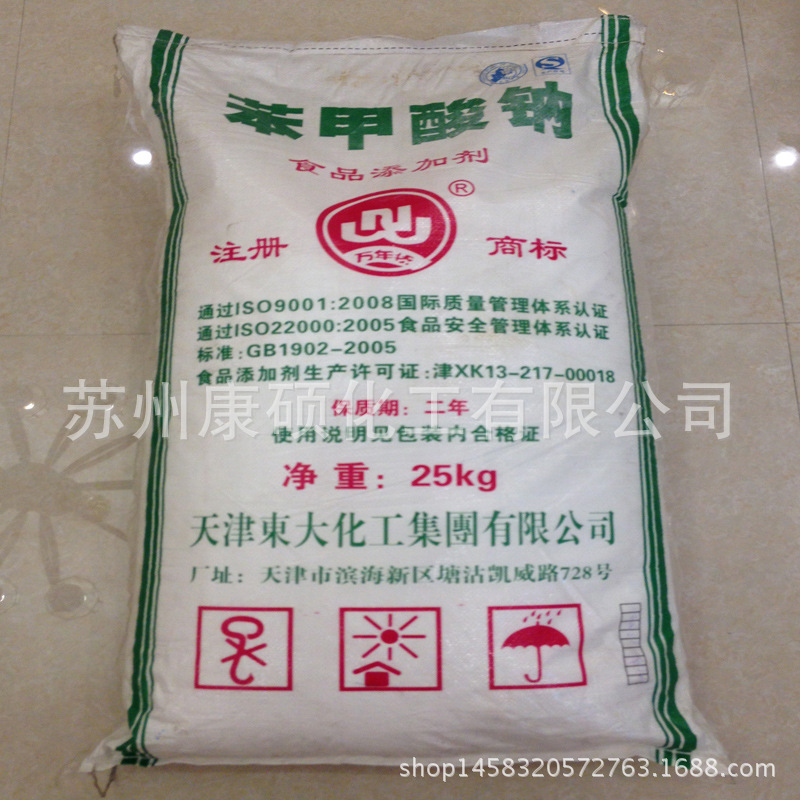 苯甲酸钠
食品添加剂
®
注册 商标
通过ISO9001:2008国际质量管理体系认证
通过ISO22000:2005食品安全管理体系认证
标准:GB1902-2005
食品添加剂生产许可证:津XK13-217-00018
苏州康硕化工有限公司
保质期:二年
使用说明见包装内合格证
净重:25kg
天津東大化工集團有限公司
厂址:天津市滨海新区塘沽凯威路728号
shop1458320572763.1688.com